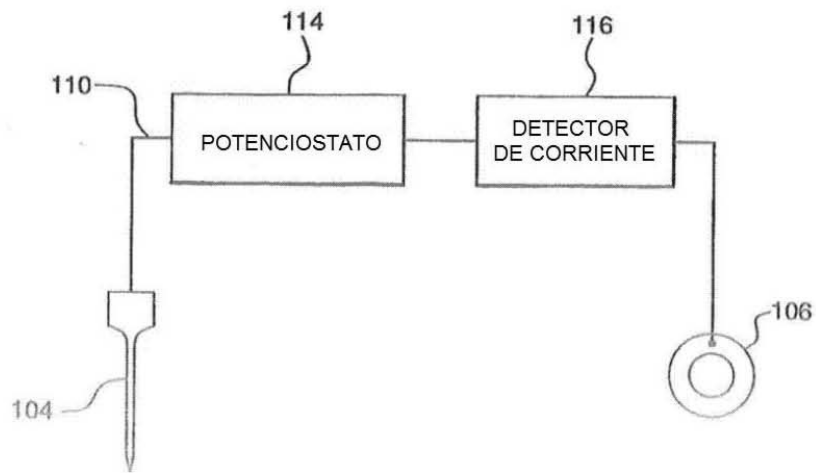 114
116
110
POTENCIOSTATO
DETECTOR
DE CORRIENTE
106
104